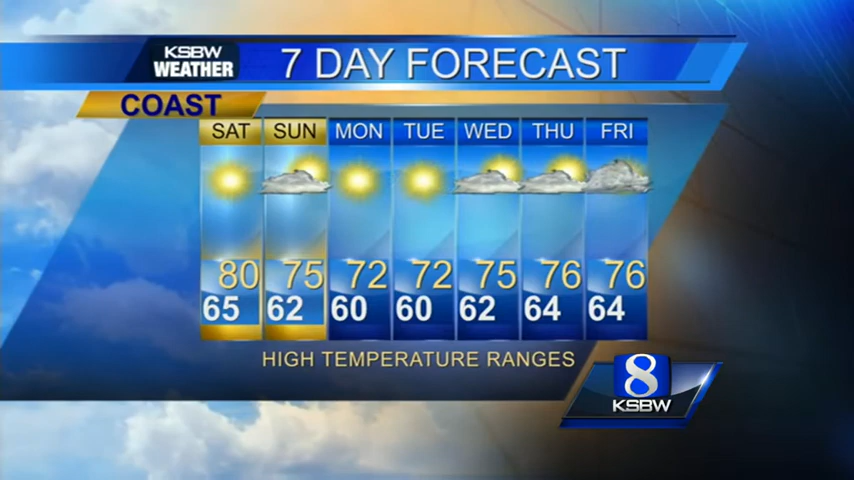 KSBW
WEATHER
7 DAY FORECAST
COAST
SAT SUN MON TUE WED THU FRI
80 75 72 72 75 76 76
65 62 60 60 62 64 64
HIGH TEMPERATURE RANGES
8
KSBW